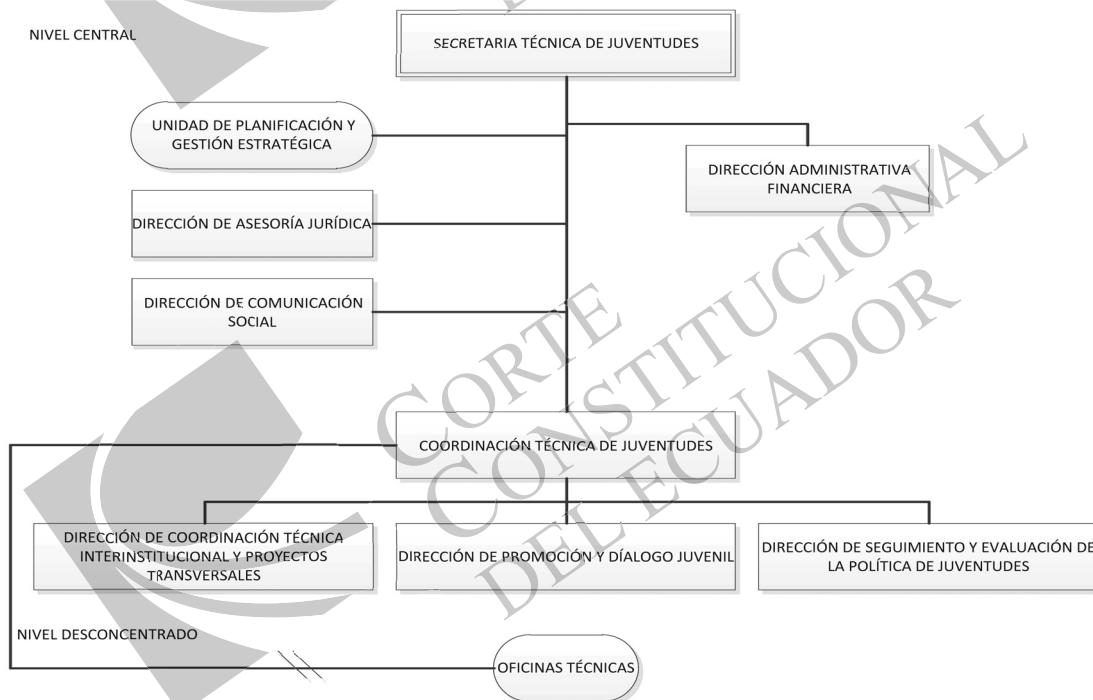 NIVEL CENTRAL
SECRETARIA TÉCNICA DE JUVENTUDES
UNIDAD DE PLANIFICACIÓN Y
GESTIÓN ESTRATÉGICA
DIRECCIÓN ADMINISTRATIVA
FINANCIERA
DIRECCIÓN DE ASESORÍA JURÍDICA
DIRECCIÓN DE COMUNICACIÓN
SOCIAL
CORTE
CONSTITUCIONAL
DEL ECUADOR
COORDINACIÓN TÉCNICA DE JUVENTUDES
DIRECCIÓN DE COORDINACIÓN TÉCNICA
INTERINSTITUCIONAL Y PROYECTOS
TRANSVERSALES
DIRECCIÓN DE PROMOCIÓN Y DÍALOGO JUVENIL
DIRECCIÓN DE SEGUIMIENTO Y EVALUACIÓN DE
LA POLÍTICA DE JUVENTUDES
NIVEL DESCONCENTRADO
OFICINAS TÉCNICAS